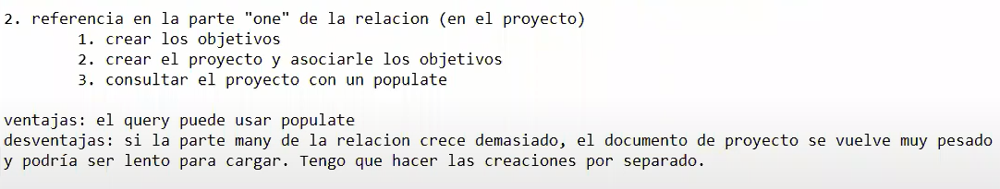 2. referencia en la parte "one" de la relacion (en el proyecto)
1. crear los objetivos
2. crear el proyecto y asociarle los objetivos
3. consultar el proyecto con un populate
ventajas: el query puede usar populate
desventajas: si la parte many de la relacion crece demasiado, el documento de proyecto se vuelve muy pesado
y podría ser lento para cargar. Tengo que hacer las creaciones por separado.